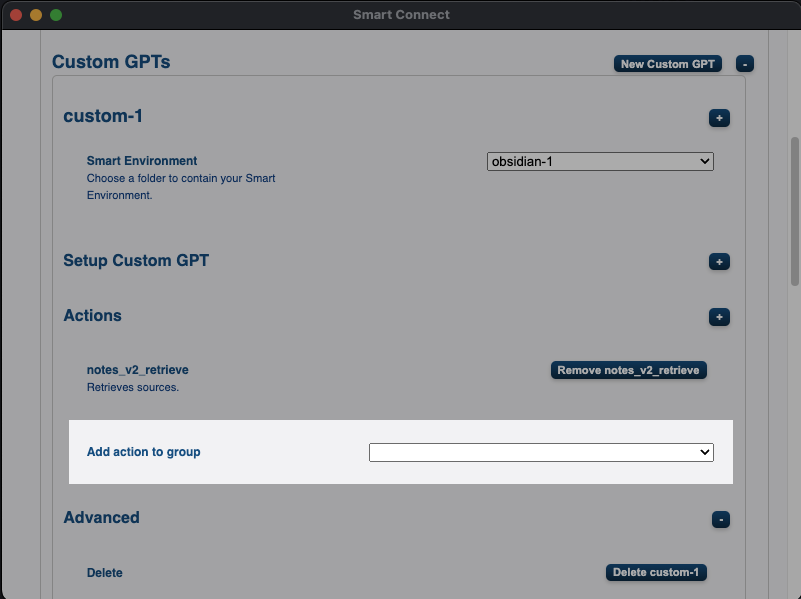 Smart Connect
Custom GPTs
New Custom GPT
-
custom-1
+
Smart Environment
obsidian-1
Choose a folder to contain your Smart
Environment.
Setup Custom GPT
+
Actions
+
notes_v2_retrieve
Remove notes_v2_retrieve
Retrieves sources.
Add action to group
Advanced
-
Delete
Delete custom-1